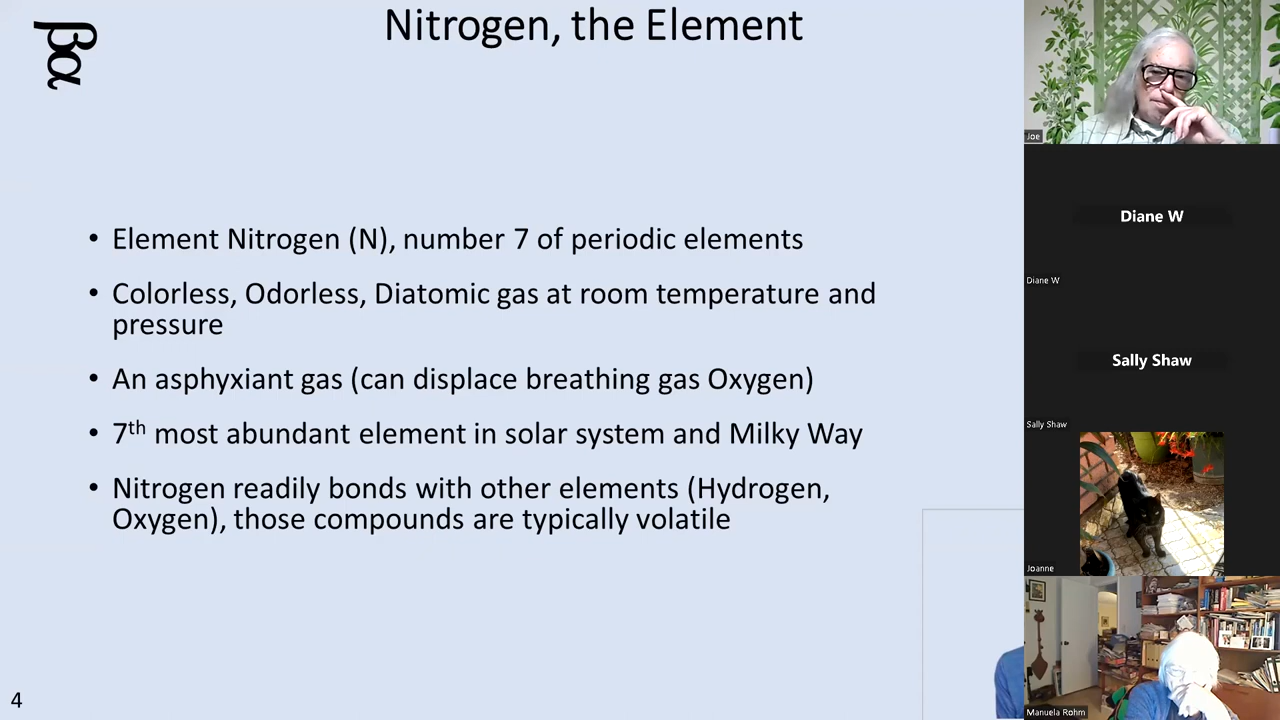 Nitrogen, the Element
βα
• Element Nitrogen (N), number 7 of periodic elements
• Colorless, Odorless, Diatomic gas at room temperature and
pressure
• An asphyxiant gas (can displace breathing gas Oxygen)
• 7th most abundant element in solar system and Milky Way
• Nitrogen readily bonds with other elements (Hydrogen,
Oxygen), those compounds are typically volatile
4
Joe
Diane W
Diane W
Sally Shaw
Sally Shaw
Joanne
Manuela Rohm